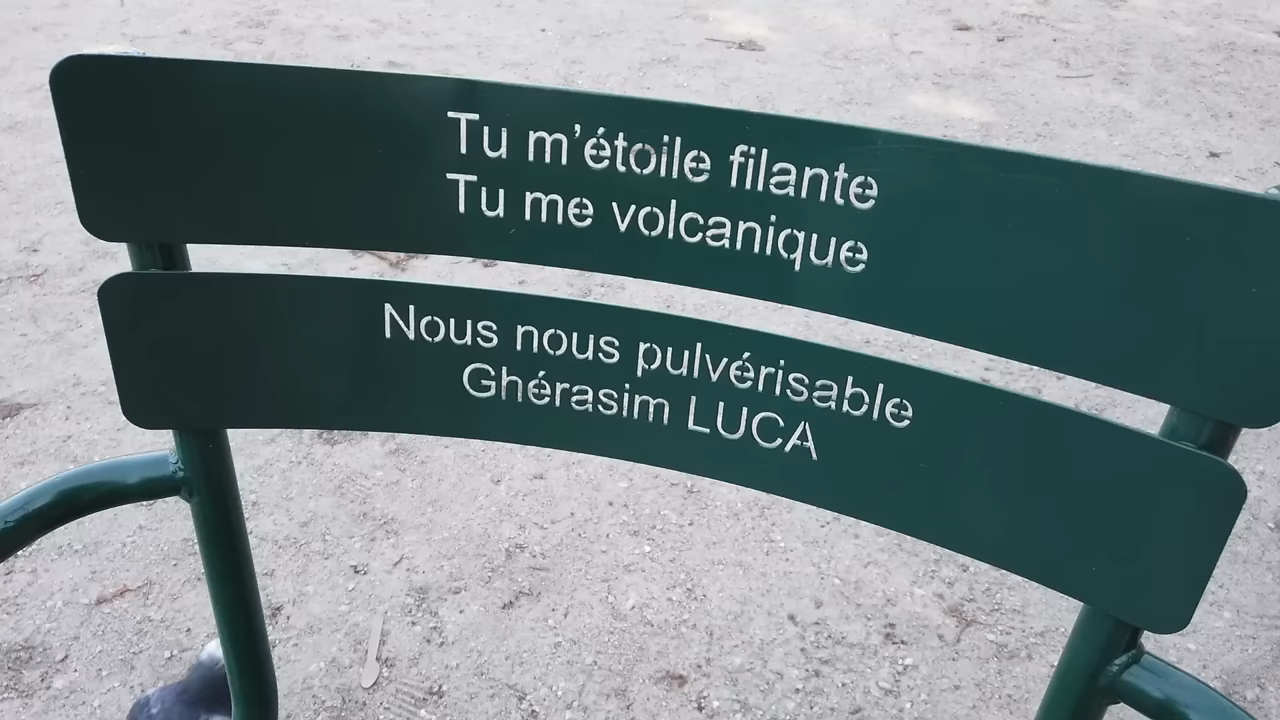 Tu m'étoile filante
Tu me volcanique
Nous nous pulvérisable
Ghérasim LUCA